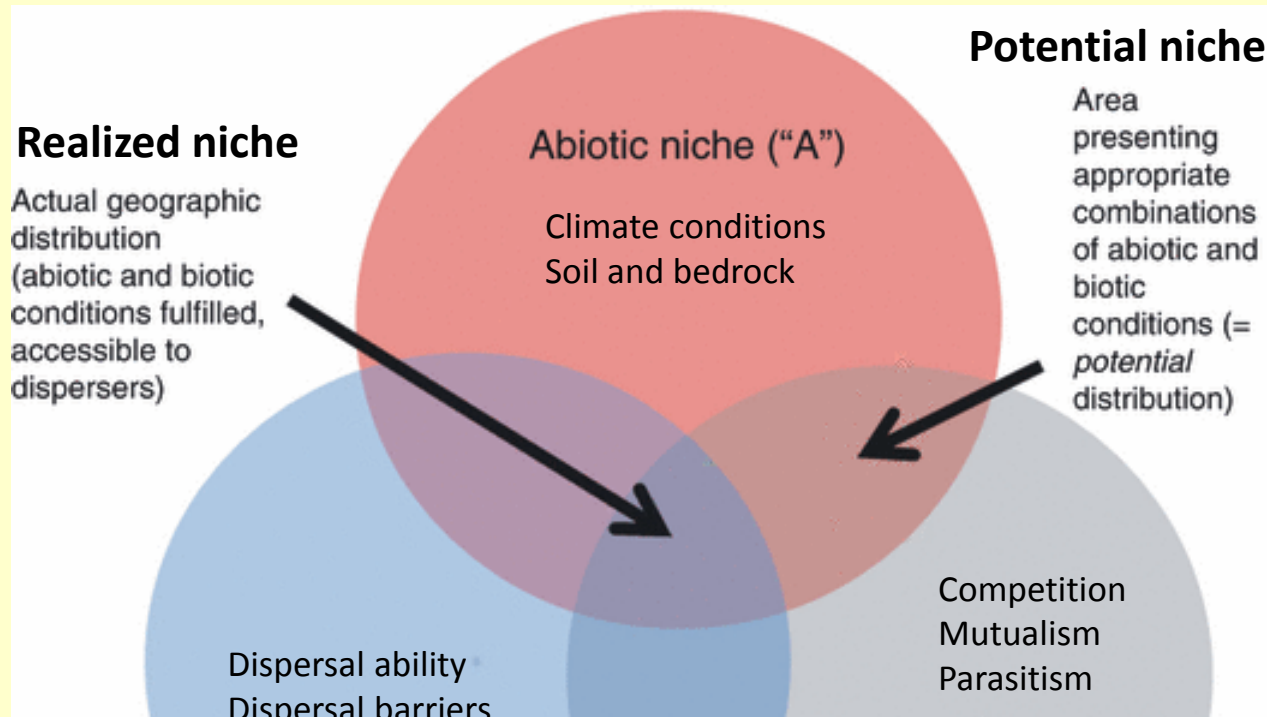 Potential niche
Area
presenting
appropriate
combinations
of abiotic and
biotic
conditions (=
potential
distribution)
Realized niche
Actual geographic
distribution
(abiotic and biotic
conditions fulfilled,
accessible to
dispersers)
Abiotic niche ("A")
Climate conditions
Soil and bedrock
Competition
Mutualism
Parasitism
Dispersal ability
Dispersal barriers